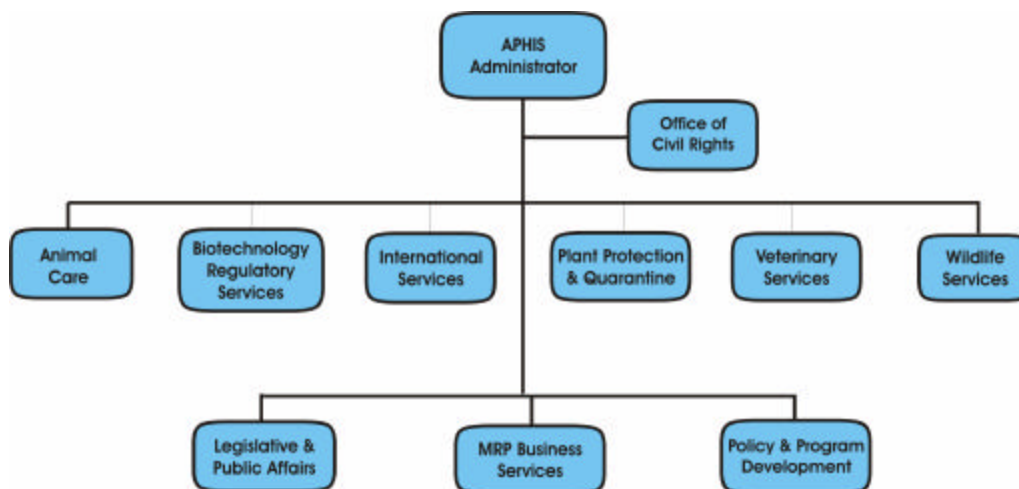 APHIS
Administrator
Office of
Civil Rights
Animal
Care
Biotechnology
Regulatory
Services
International
Services
Plant Protection
& Quarantine
Veterinary
Services
Wildlife
Services
Legislative &
Public Affairs
MRP Business
Services
Policy & Program
Development